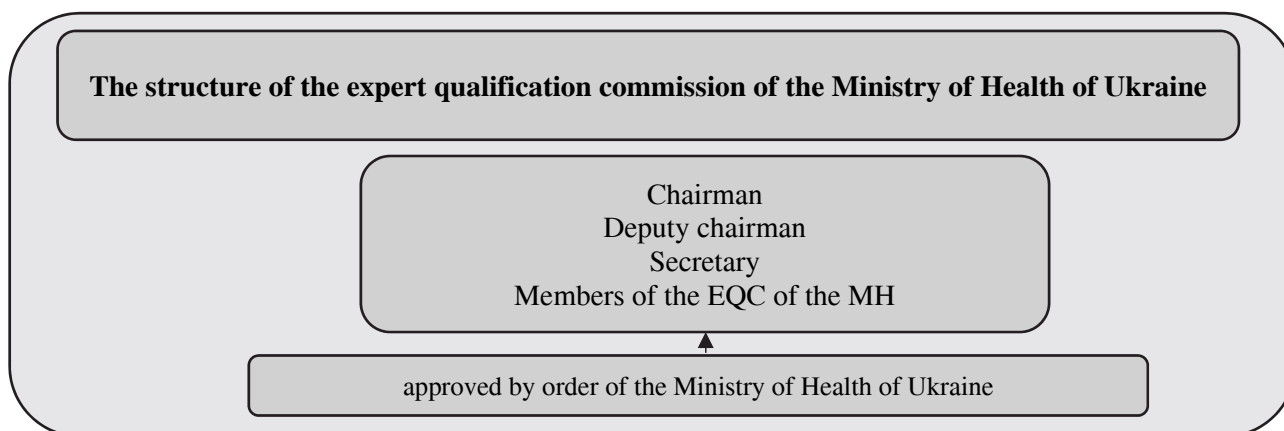 The structure of the expert qualification commission of the Ministry of Health of Ukraine
Chairman
Deputy chairman
Secretary
Members of the EQC of the MH
approved by order of the Ministry of Health of Ukraine